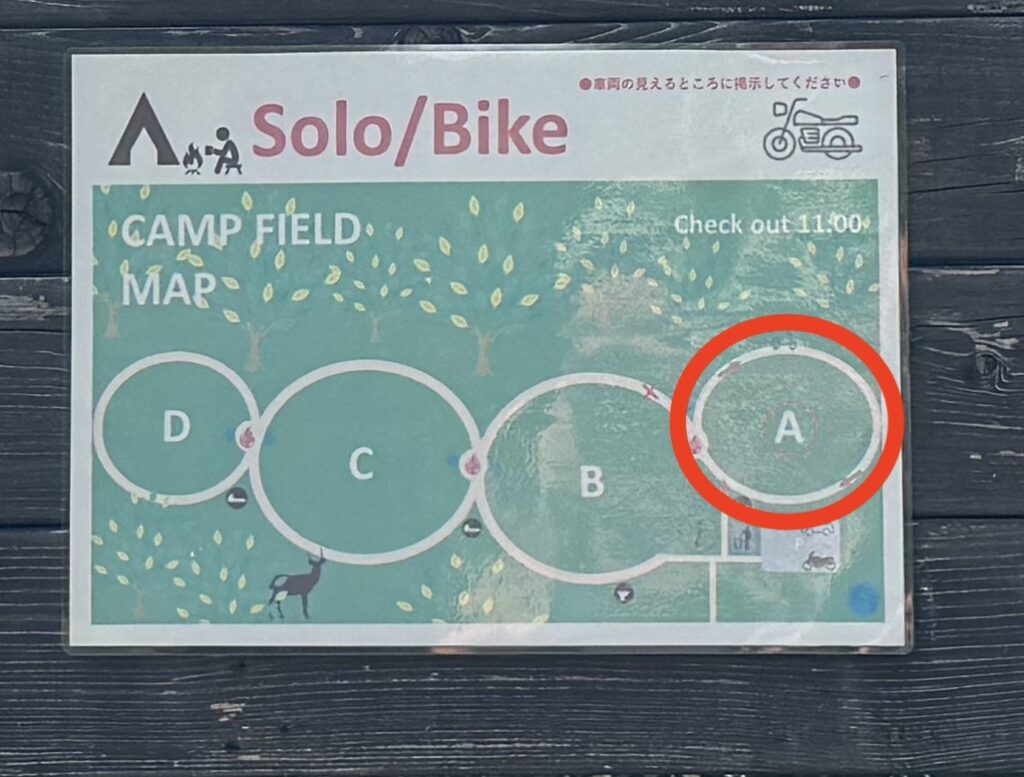 ●車両の見えるところに掲示してください●
Solo/Bike
CAMP FIELD
MAP
Check out 11:00
D
C
B
A
P